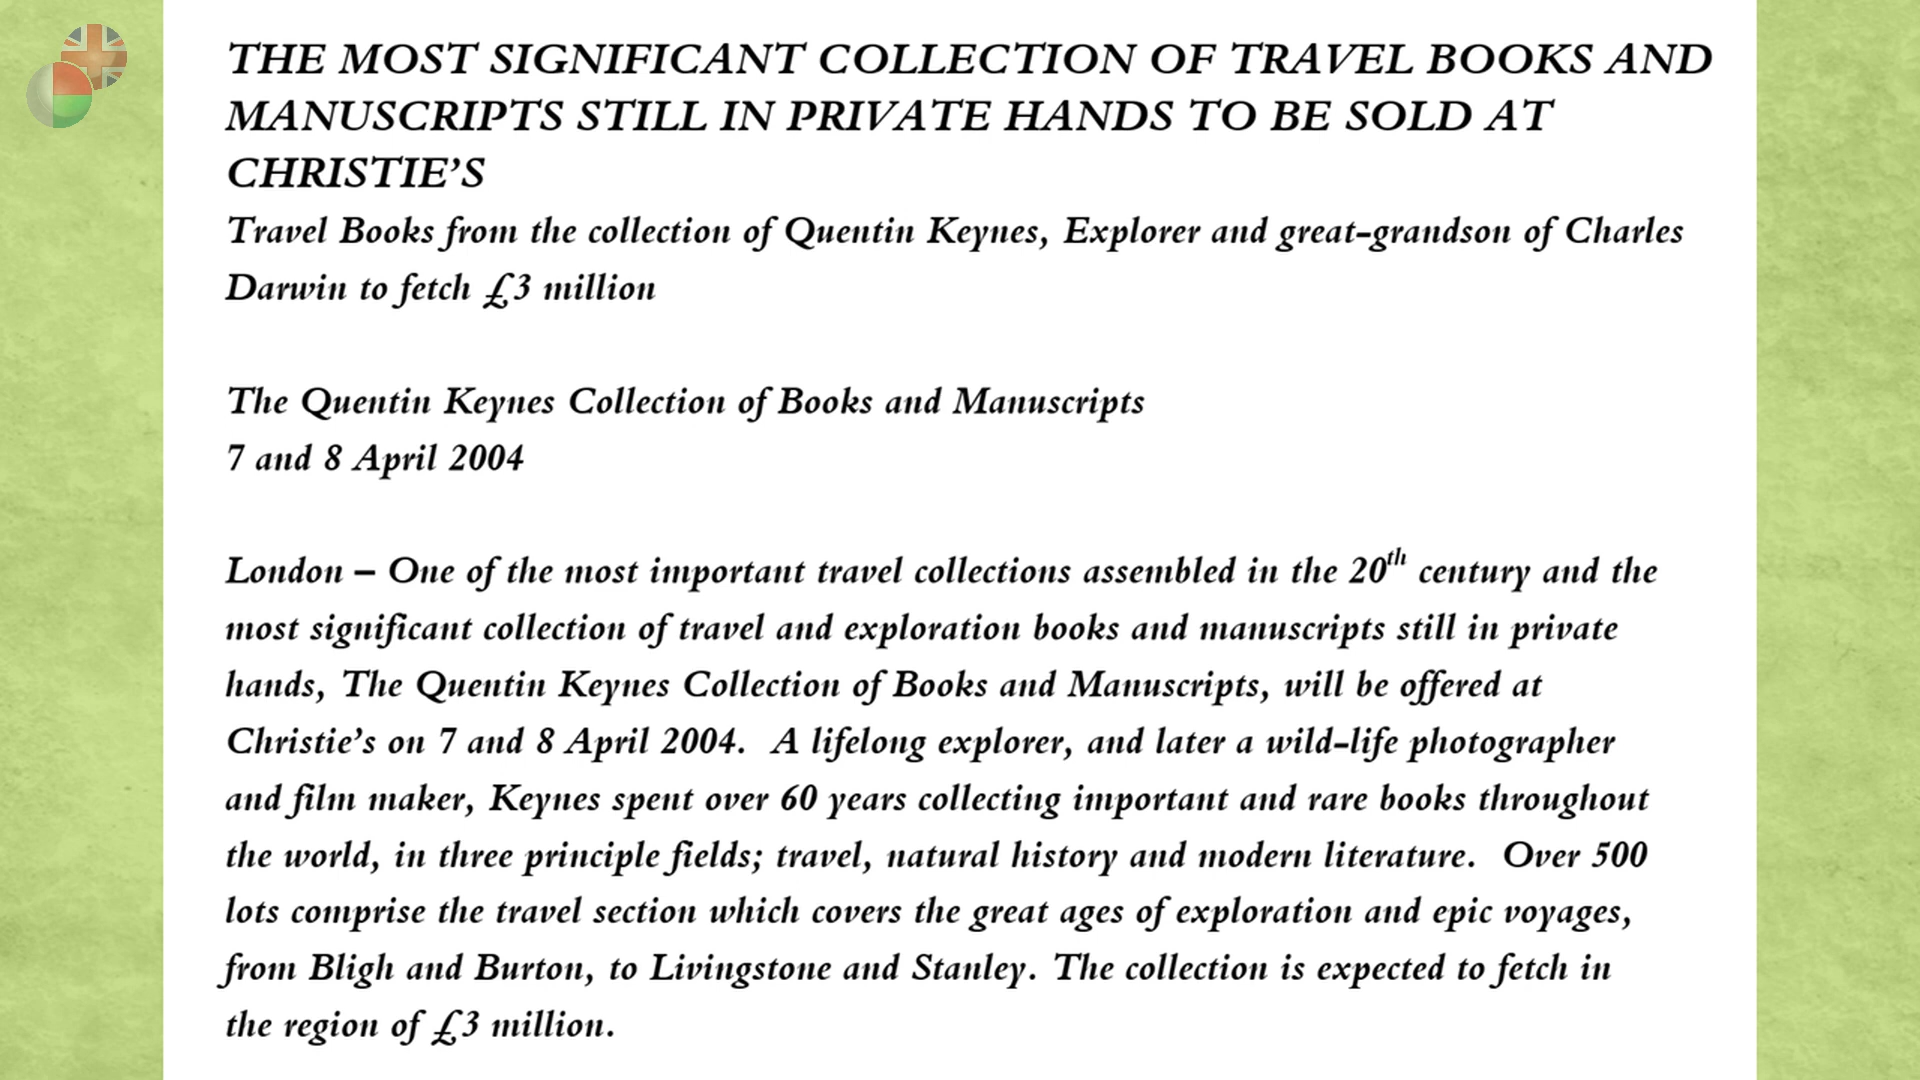 THE MOST SIGNIFICANT COLLECTION OF TRAVEL BOOKS AND
MANUSCRIPTS STILL IN PRIVATE HANDS TO BE SOLD AT
CHRISTIE’S
Travel Books from the collection of Quentin Keynes, Explorer and great-grandson of Charles
Darwin to fetch £3 million
The Quentin Keynes Collection of Books and Manuscripts
7 and 8 April 2004
London – One of the most important travel collections assembled in the 20th century and the
most significant collection of travel and exploration books and manuscripts still in private
hands, The Quentin Keynes Collection of Books and Manuscripts, will be offered at
Christie’s on 7 and 8 April 2004.  A lifelong explorer, and later a wild-life photographer
and film maker, Keynes spent over 60 years collecting important and rare books throughout
the world, in three principle fields; travel, natural history and modern literature.  Over 500
lots comprise the travel section which covers the great ages of exploration and epic voyages,
from Bligh and Burton, to Livingstone and Stanley. The collection is expected to fetch in
the region of £3 million.